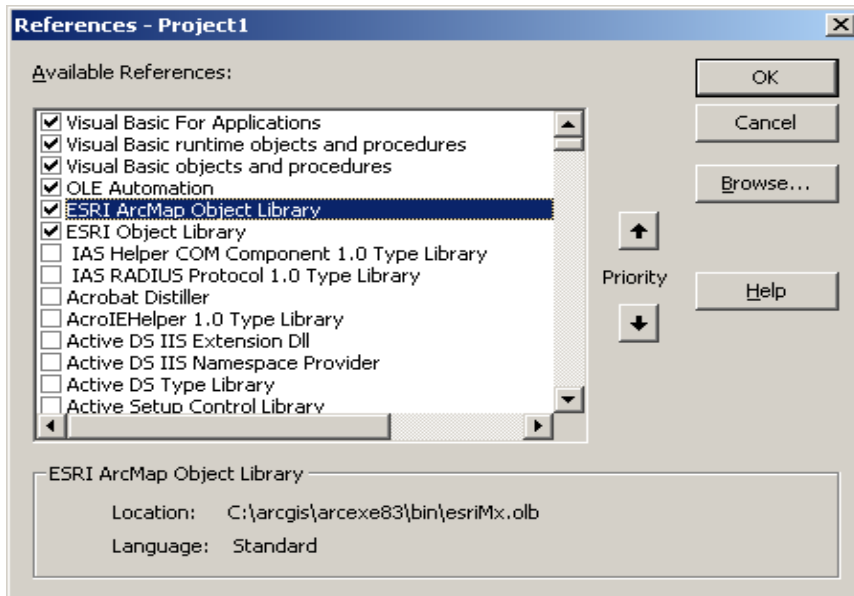 References - Project1
Available References:
Visual Basic For Applications
Visual Basic runtime objects and procedures
Visual Basic objects and procedures
OLE Automation
ESRI ArcMap Object Library
ESRI Object Library
IAS Helper COM Component 1.0 Type Library
IAS RADIUS Protocol 1.0 Type Library
Acrobat Distiller
AcroIEHelper 1.0 Type Library
Active DS IIS Extension Dll
Active DS IIS Namespace Provider
Active DS Type Library
Active Setup Control Library
OK
Cancel
Browse...
Priority
Help
ESRI ArcMap Object Library
Location: C:\arcgis\arcexe83\bin\esriMx.olb
Language: Standard